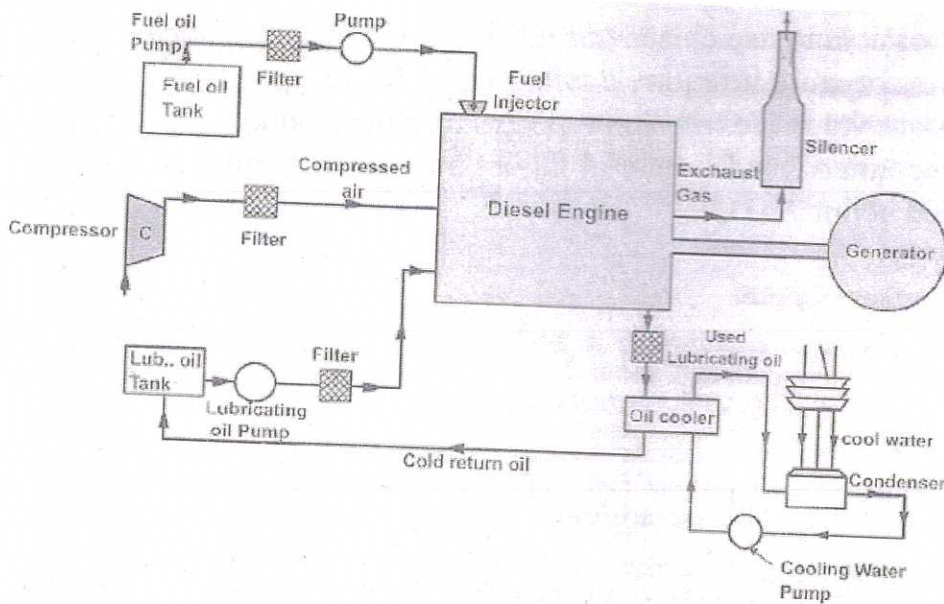 Fuel oil
Pump
Pump
Filter
Fuel oil
Tank
Fuel
Injector
Silencer
Compressed
air
Exhaust
Gas
Diesel Engine
Compressor
C
Filter
Generator
Used
Lubricating oil
Filter
Lub.. oil
Tank
Lubricating
oil Pump
Oil cooler
cool water
Cold return oil
Condenser
Cooling Water
Pump